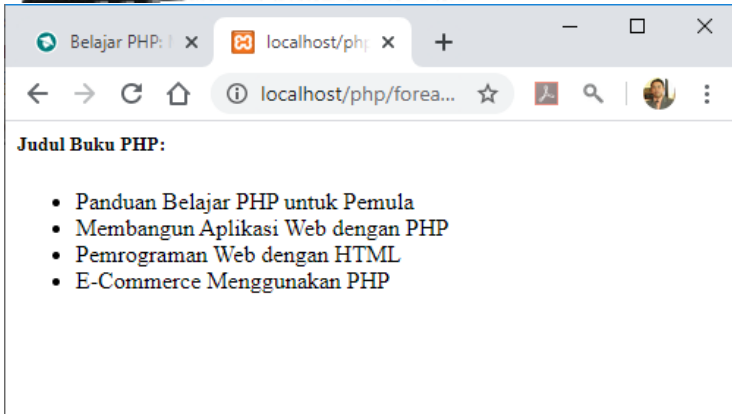 Belajar PHP:
localhost/php
localhost/php/forea...
Judul Buku PHP:
Panduan Belajar PHP untuk Pemula
Membangun Aplikasi Web dengan PHP
Pemrograman Web dengan HTML
E-Commerce Menggunakan PHP